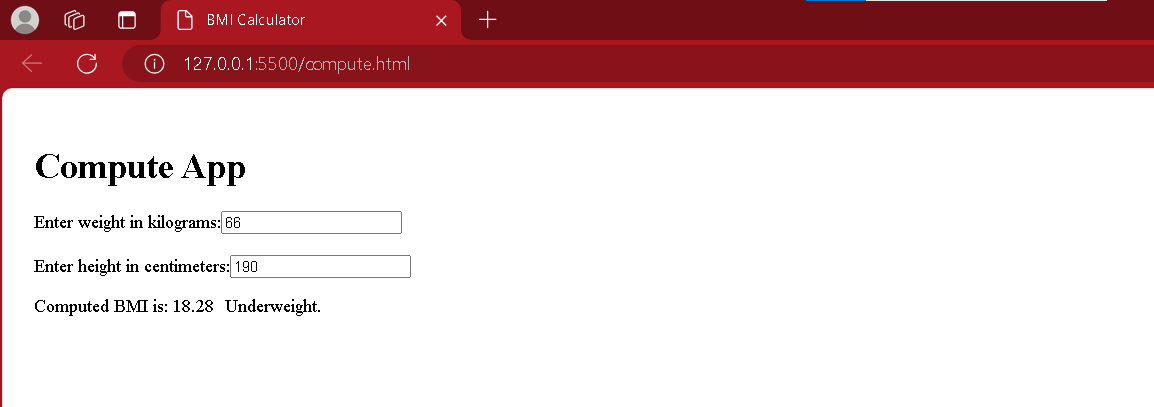 BMI Calculator
127.0.0.1:5500/compute.html
Compute App
Enter weight in kilograms:66
Enter height in centimeters:190
Computed BMI is: 18.28 Underweight.